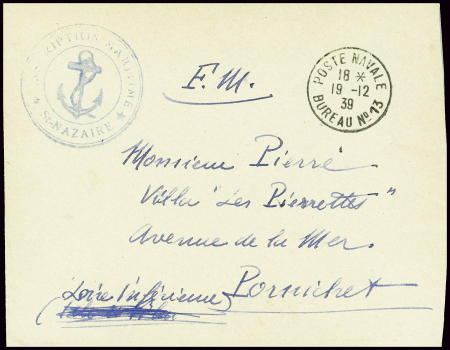 INSCRIPTION MARITIME
★ St-NAZAIRE ★
F.M.
POSTE NAVALE
18 *
19 -12
39
BUREAU No 13
Monsieur Pierre
Villa "Les Pierrettes"
Avenue de la Mer
Pornichet
(Loire Inférieure)